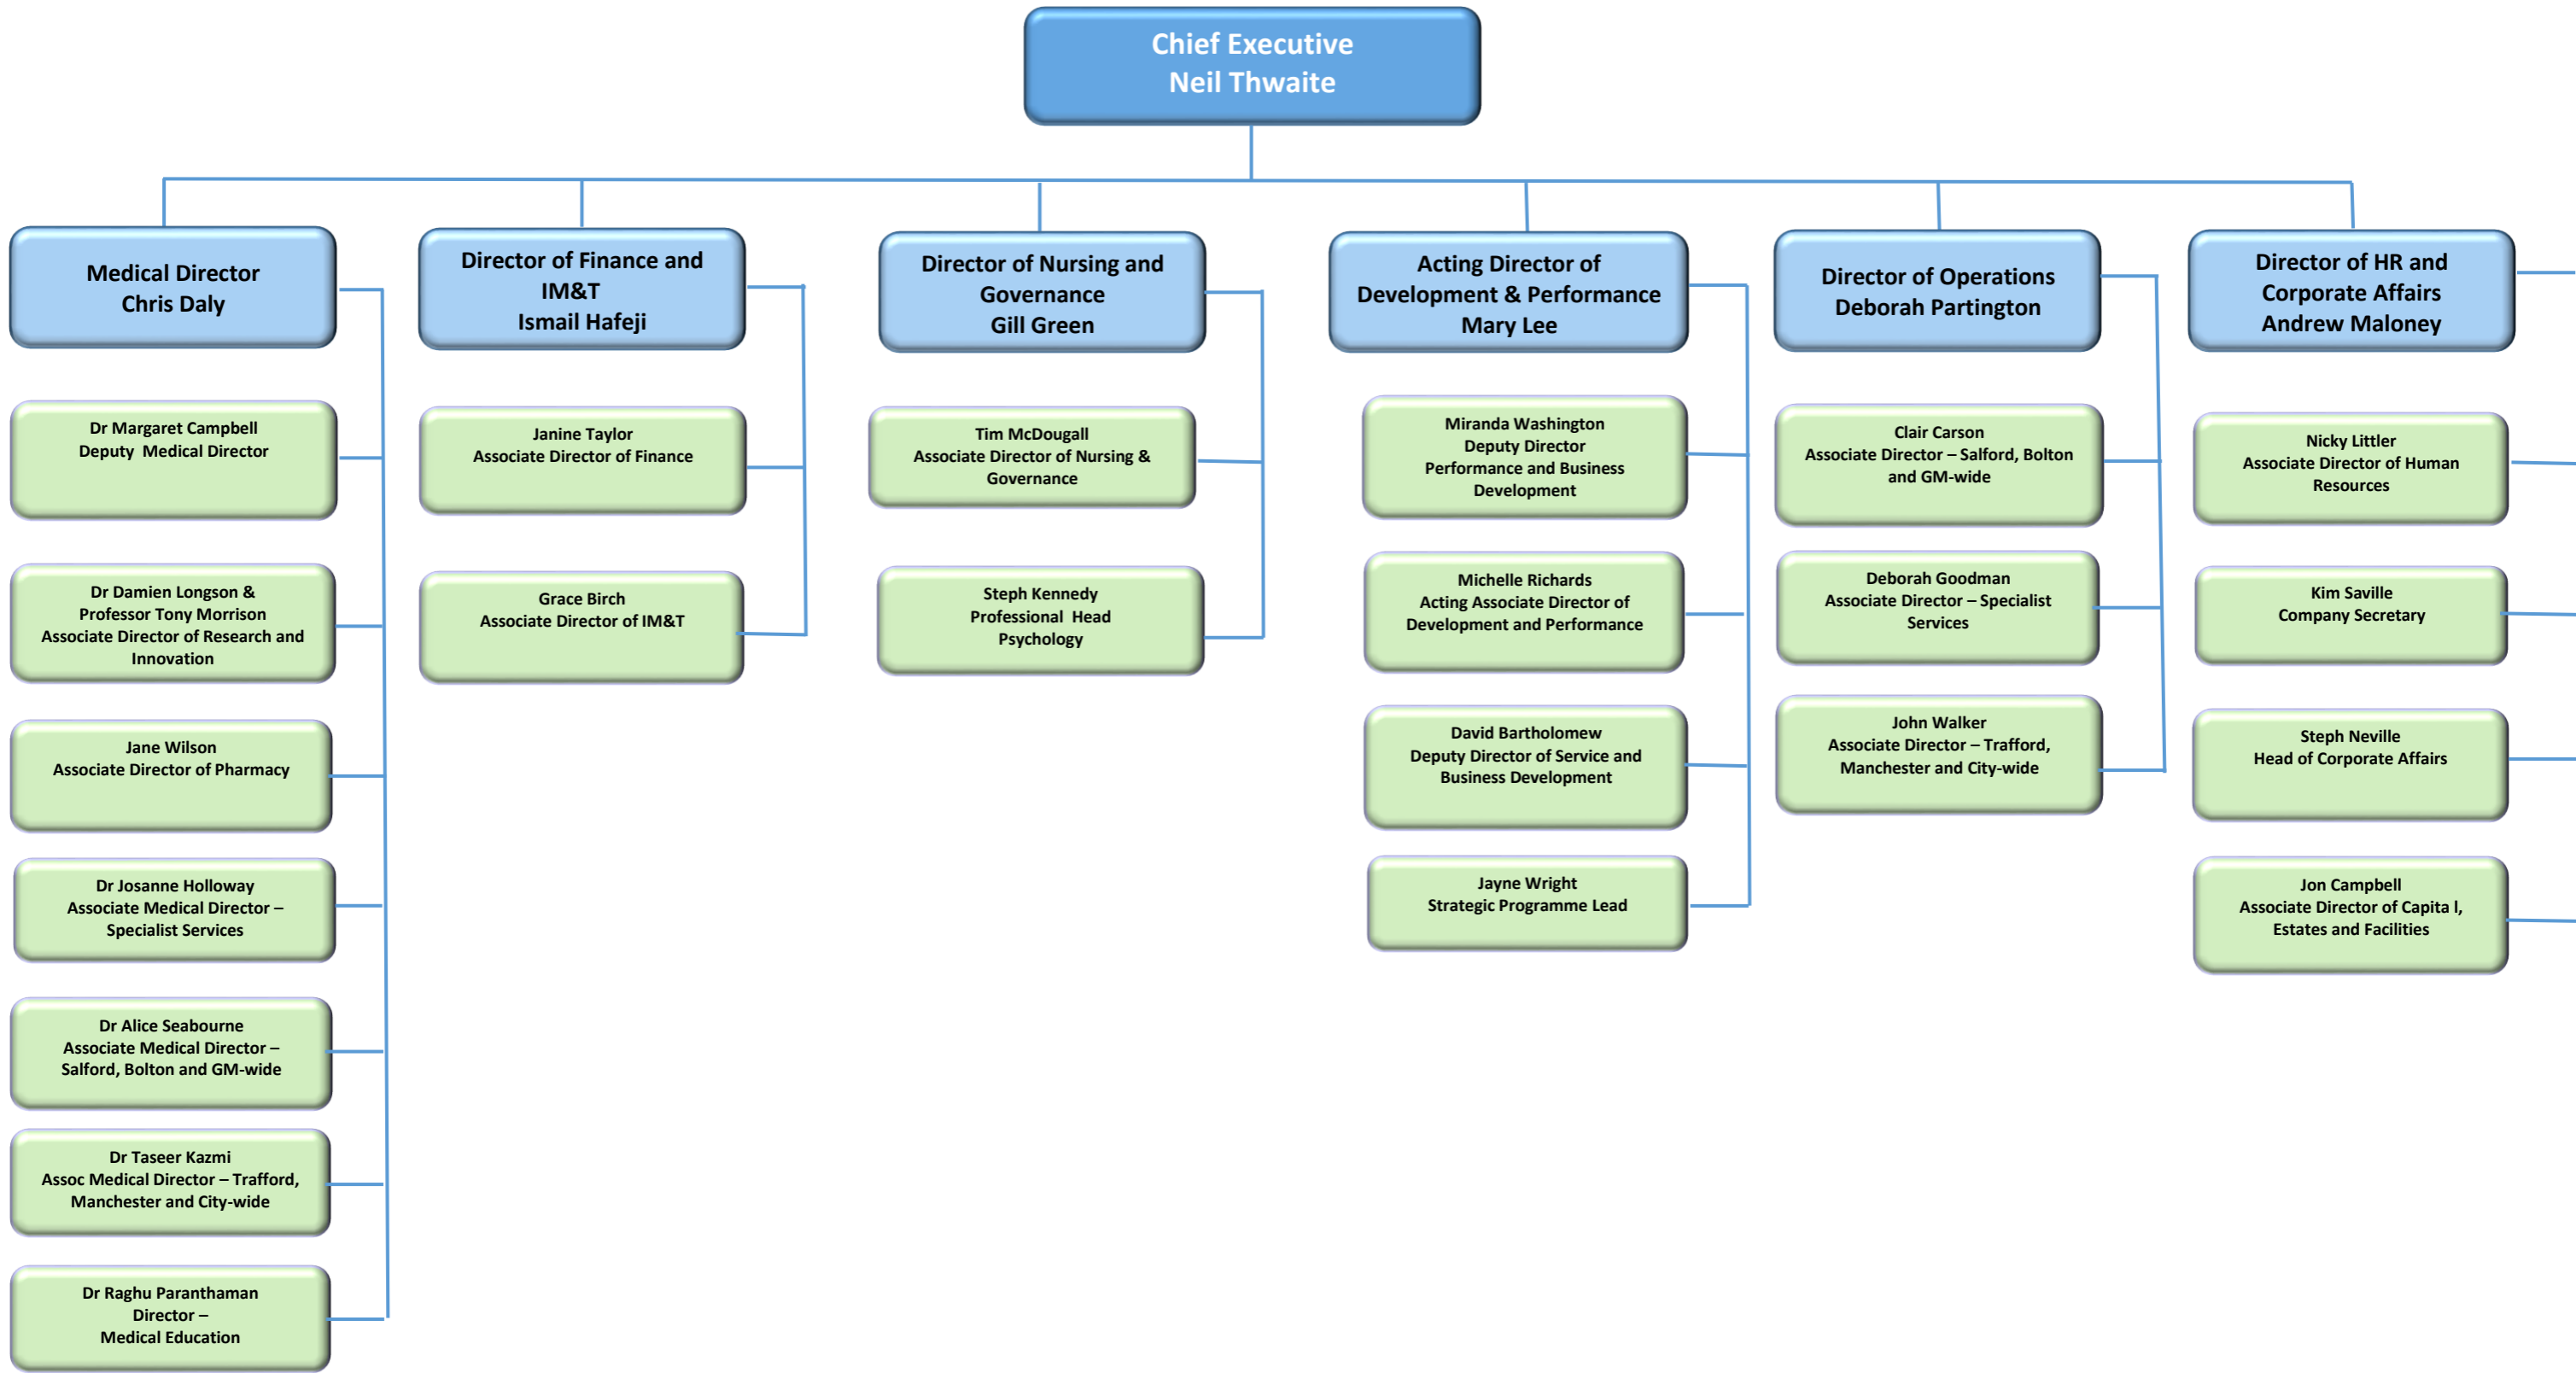 Chief Executive
Neil Thwaite
Medical Director
Chris Daly
Director of Finance and
IM&T
Ismail Hafeji
Director of Nursing and
Governance
Gill Green
Acting Director of
Development & Performance
Mary Lee
Director of Operations
Deborah Partington
Director of HR and
Corporate Affairs
Andrew Maloney
Dr Margaret Campbell
Deputy Medical Director
Dr Damien Longson &
Professor Tony Morrison
Associate Director of Research and
Innovation
Jane Wilson
Associate Director of Pharmacy
Dr Josanne Holloway
Associate Medical Director –
Specialist Services
Dr Alice Seabourne
Associate Medical Director –
Salford, Bolton and GM-wide
Dr Taseer Kazmi
Assoc Medical Director – Trafford,
Manchester and City-wide
Dr Raghu Paranthaman
Director –
Medical Education
Janine Taylor
Associate Director of Finance
Grace Birch
Associate Director of IM&T
Tim McDougall
Associate Director of Nursing &
Governance
Steph Kennedy
Professional Head
Psychology
Miranda Washington
Deputy Director
Performance and Business
Development
Michelle Richards
Acting Associate Director of
Development and Performance
David Bartholomew
Deputy Director of Service and
Business Development
Jayne Wright
Strategic Programme Lead
Clair Carson
Associate Director – Salford, Bolton
and GM-wide
Deborah Goodman
Associate Director – Specialist
Services
John Walker
Associate Director – Trafford,
Manchester and City-wide
Nicky Littler
Associate Director of Human
Resources
Kim Saville
Company Secretary
Steph Neville
Head of Corporate Affairs
Jon Campbell
Associate Director of Capita l,
Estates and Facilities